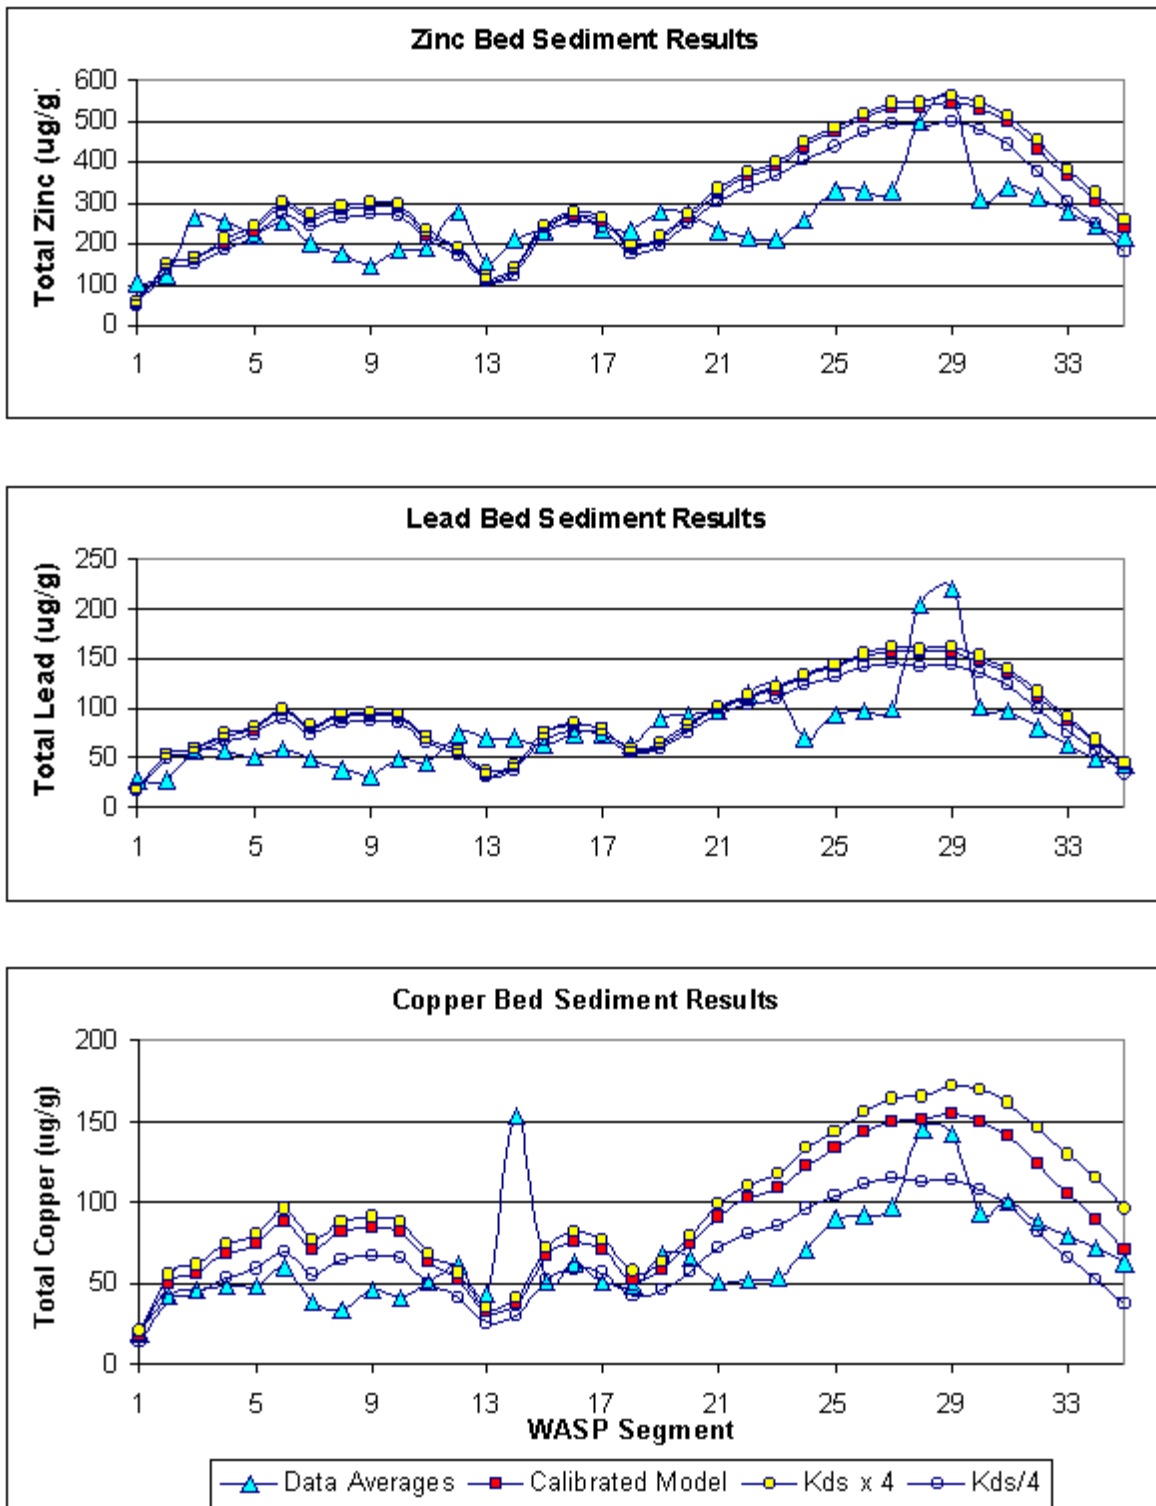 Zinc Bed Sediment Results
Total Zinc (ug/g)
600
500
400
300
200
100
0
1 5 9 13 17 21 25 29 33
Lead Bed Sediment Results
Total Lead (ug/g)
250
200
150
100
50
0
1 5 9 13 17 21 25 29 33
Copper Bed Sediment Results
Total Copper (ug/g)
200
150
100
50
0
1 5 9 13 17 21 25 29 33
WASP Segment
Data Averages Calibrated Model Kds x 4 Kds/4